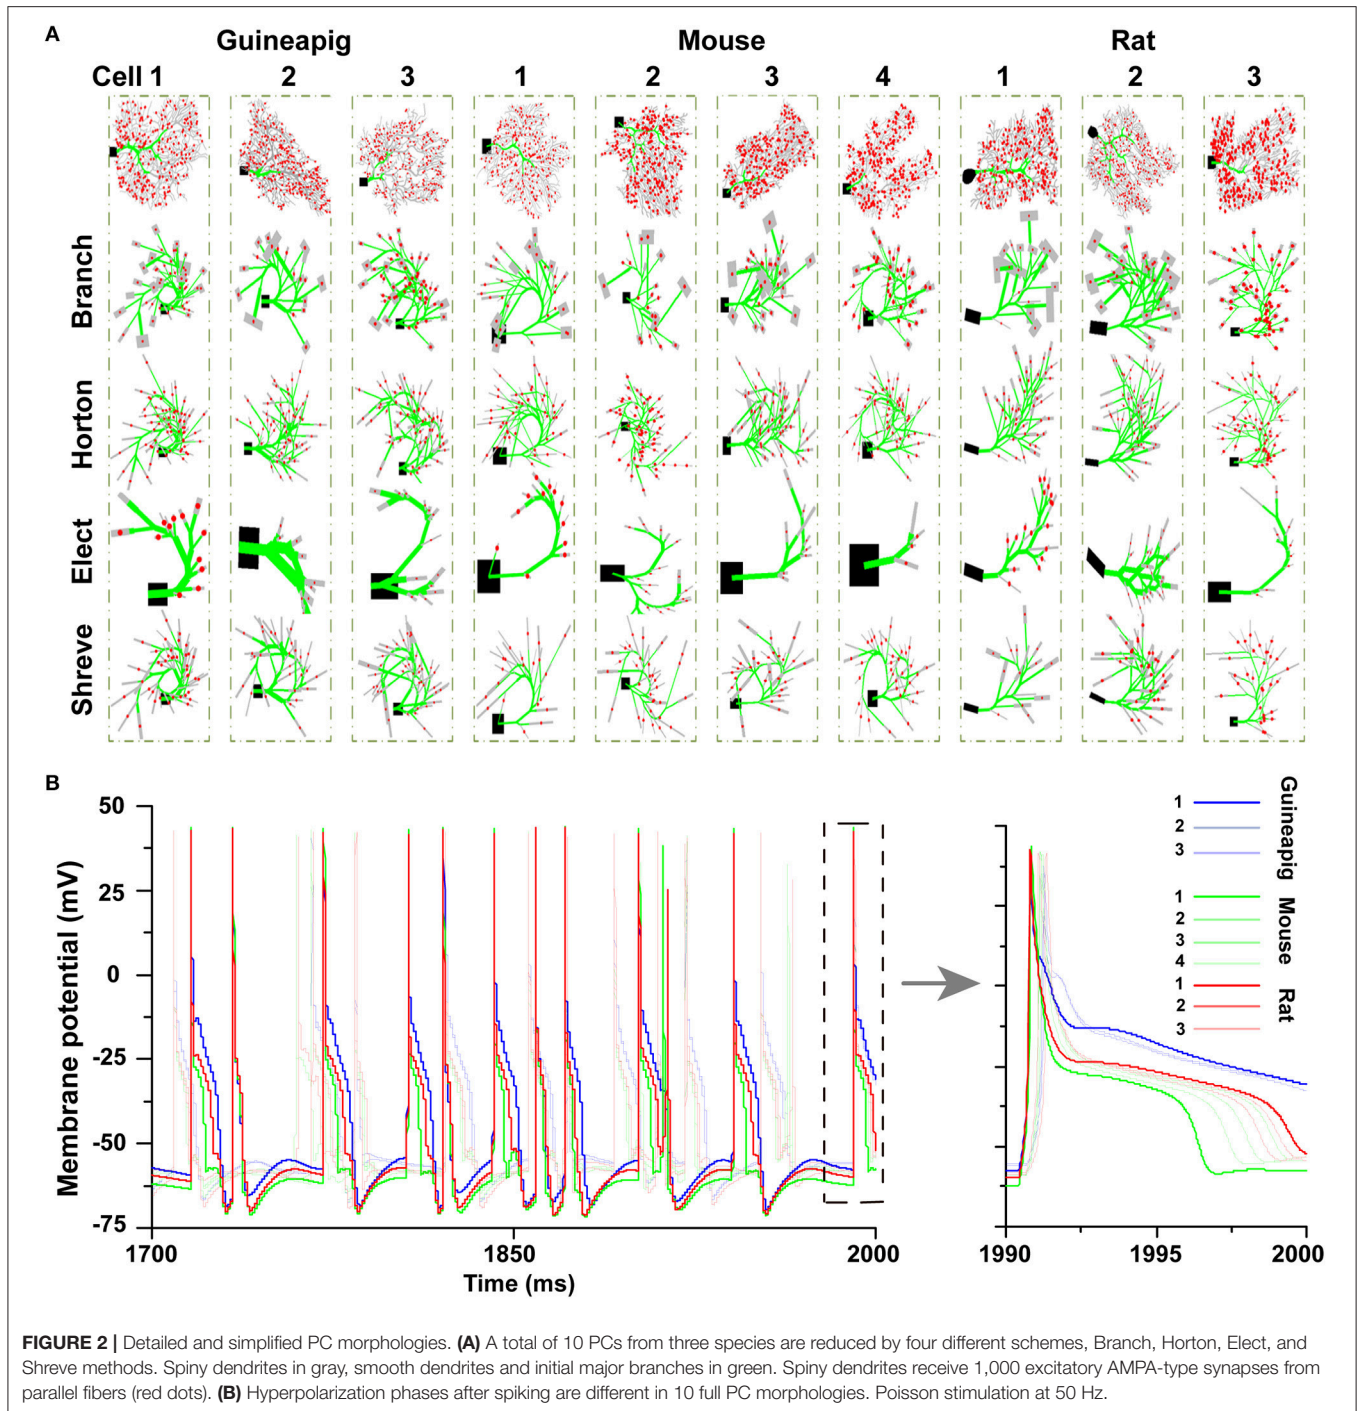 A
Guineapig Mouse Rat
Cell 1 2 3 1 2 3 4 1 2 3
Branch
Horton
Elect
Shreve
B
Membrane potential (mV)
50
25
0
-25
-50
-75
1700 1850 2000
Time (ms)
1
2
3
Guineapig
1
2
3
4
Mouse
1
2
3
Rat
1990 1995 2000
FIGURE 2 | Detailed and simplified PC morphologies. (A) A total of 10 PCs from three species are reduced by four different schemes, Branch, Horton, Elect, and
Shreve methods. Spiny dendrites in gray, smooth dendrites and initial major branches in green. Spiny dendrites receive 1,000 excitatory AMPA-type synapses from
parallel fibers (red dots). (B) Hyperpolarization phases after spiking are different in 10 full PC morphologies. Poisson stimulation at 50 Hz.